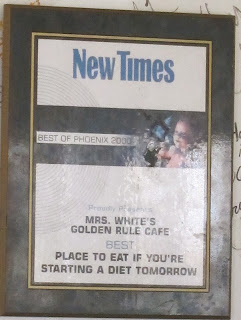 New Times
BEST OF PHOENIX 2000
Proudly Presents
MRS. WHITE'S
GOLDEN RULE CAFE
BEST
PLACE TO EAT IF YOU'RE
STARTING A DIET TOMORROW